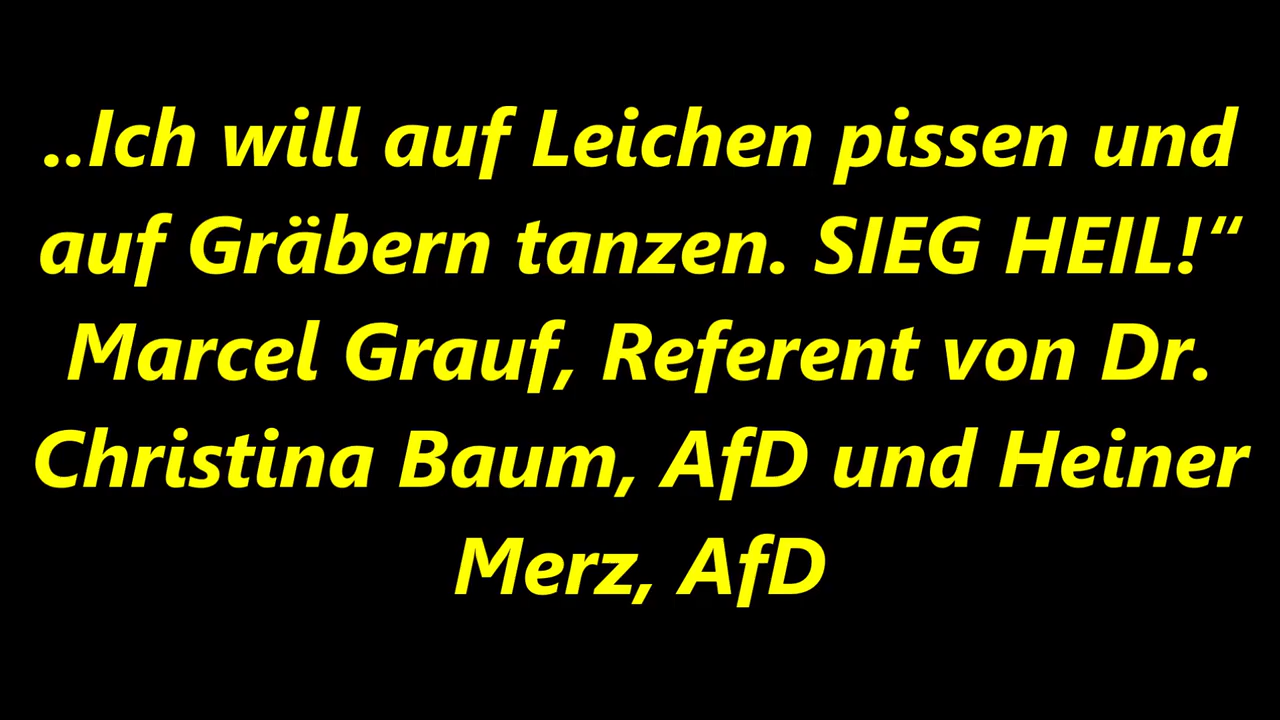 ..Ich will auf Leichen pissen und
auf Gräbern tanzen. SIEG HEIL!“
Marcel Grauf, Referent von Dr.
Christina Baum, AfD und Heiner
Merz, AfD